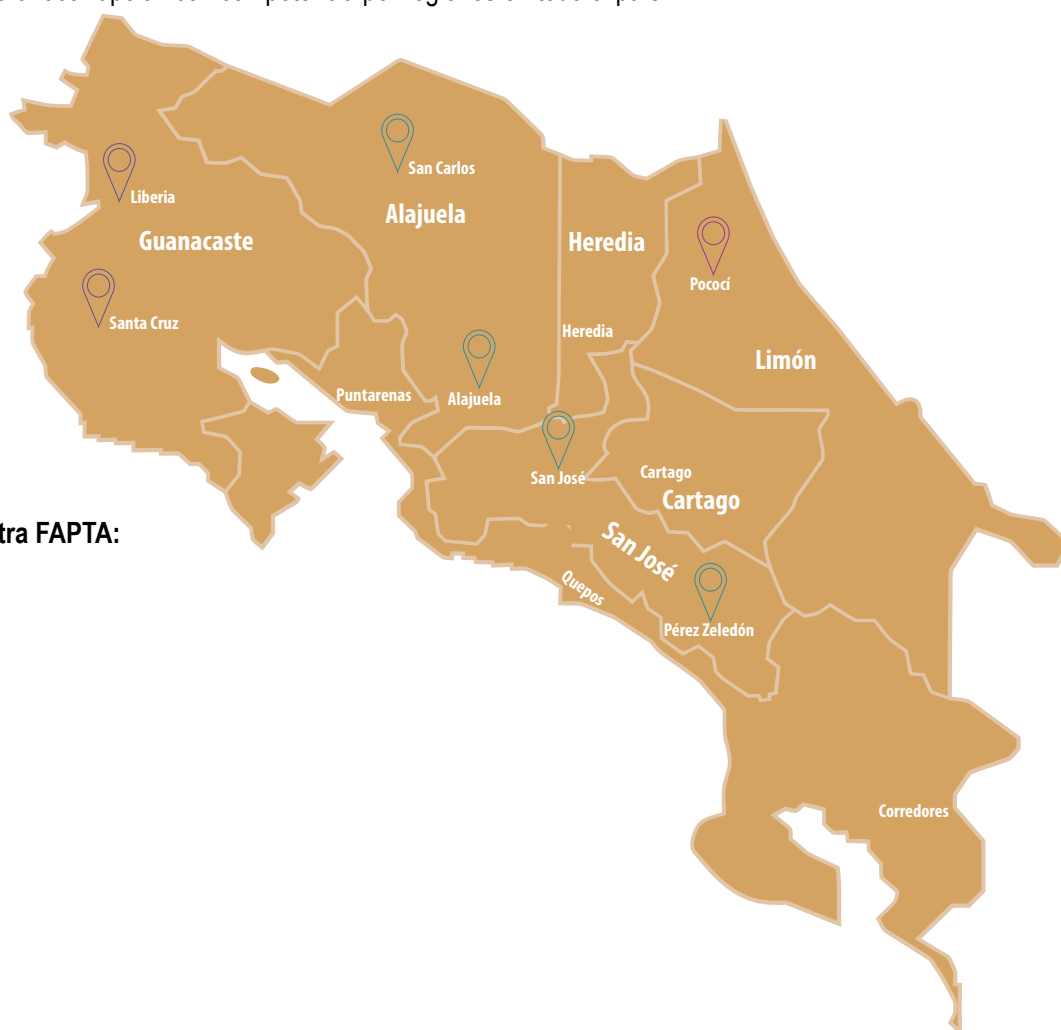 San Carlos
Liberia
Alajuela
Guanacaste
Heredia
Pococí
Santa Cruz
Heredia
Limón
Puntarenas
Alajuela
San José
Cartago
Cartago
tra FAPTA:
San José
Quepos
Pérez Zeledón
Corredores